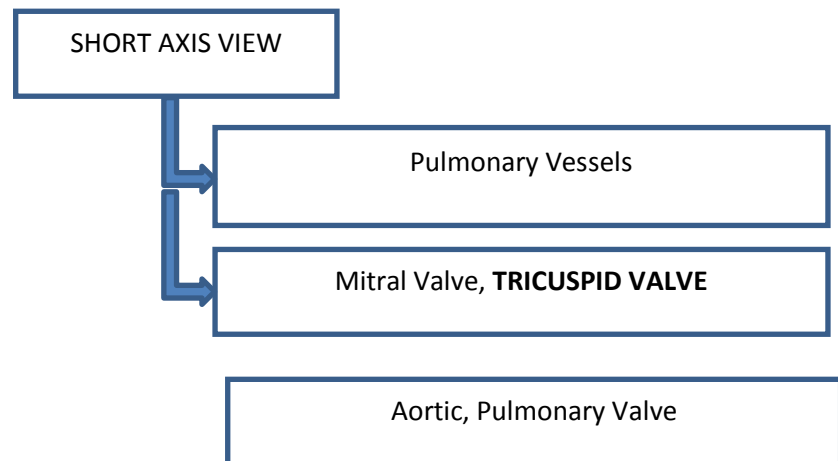 SHORT AXIS VIEW
Pulmonary Vessels
Mitral Valve, TRICUSPID VALVE
Aortic, Pulmonary Valve